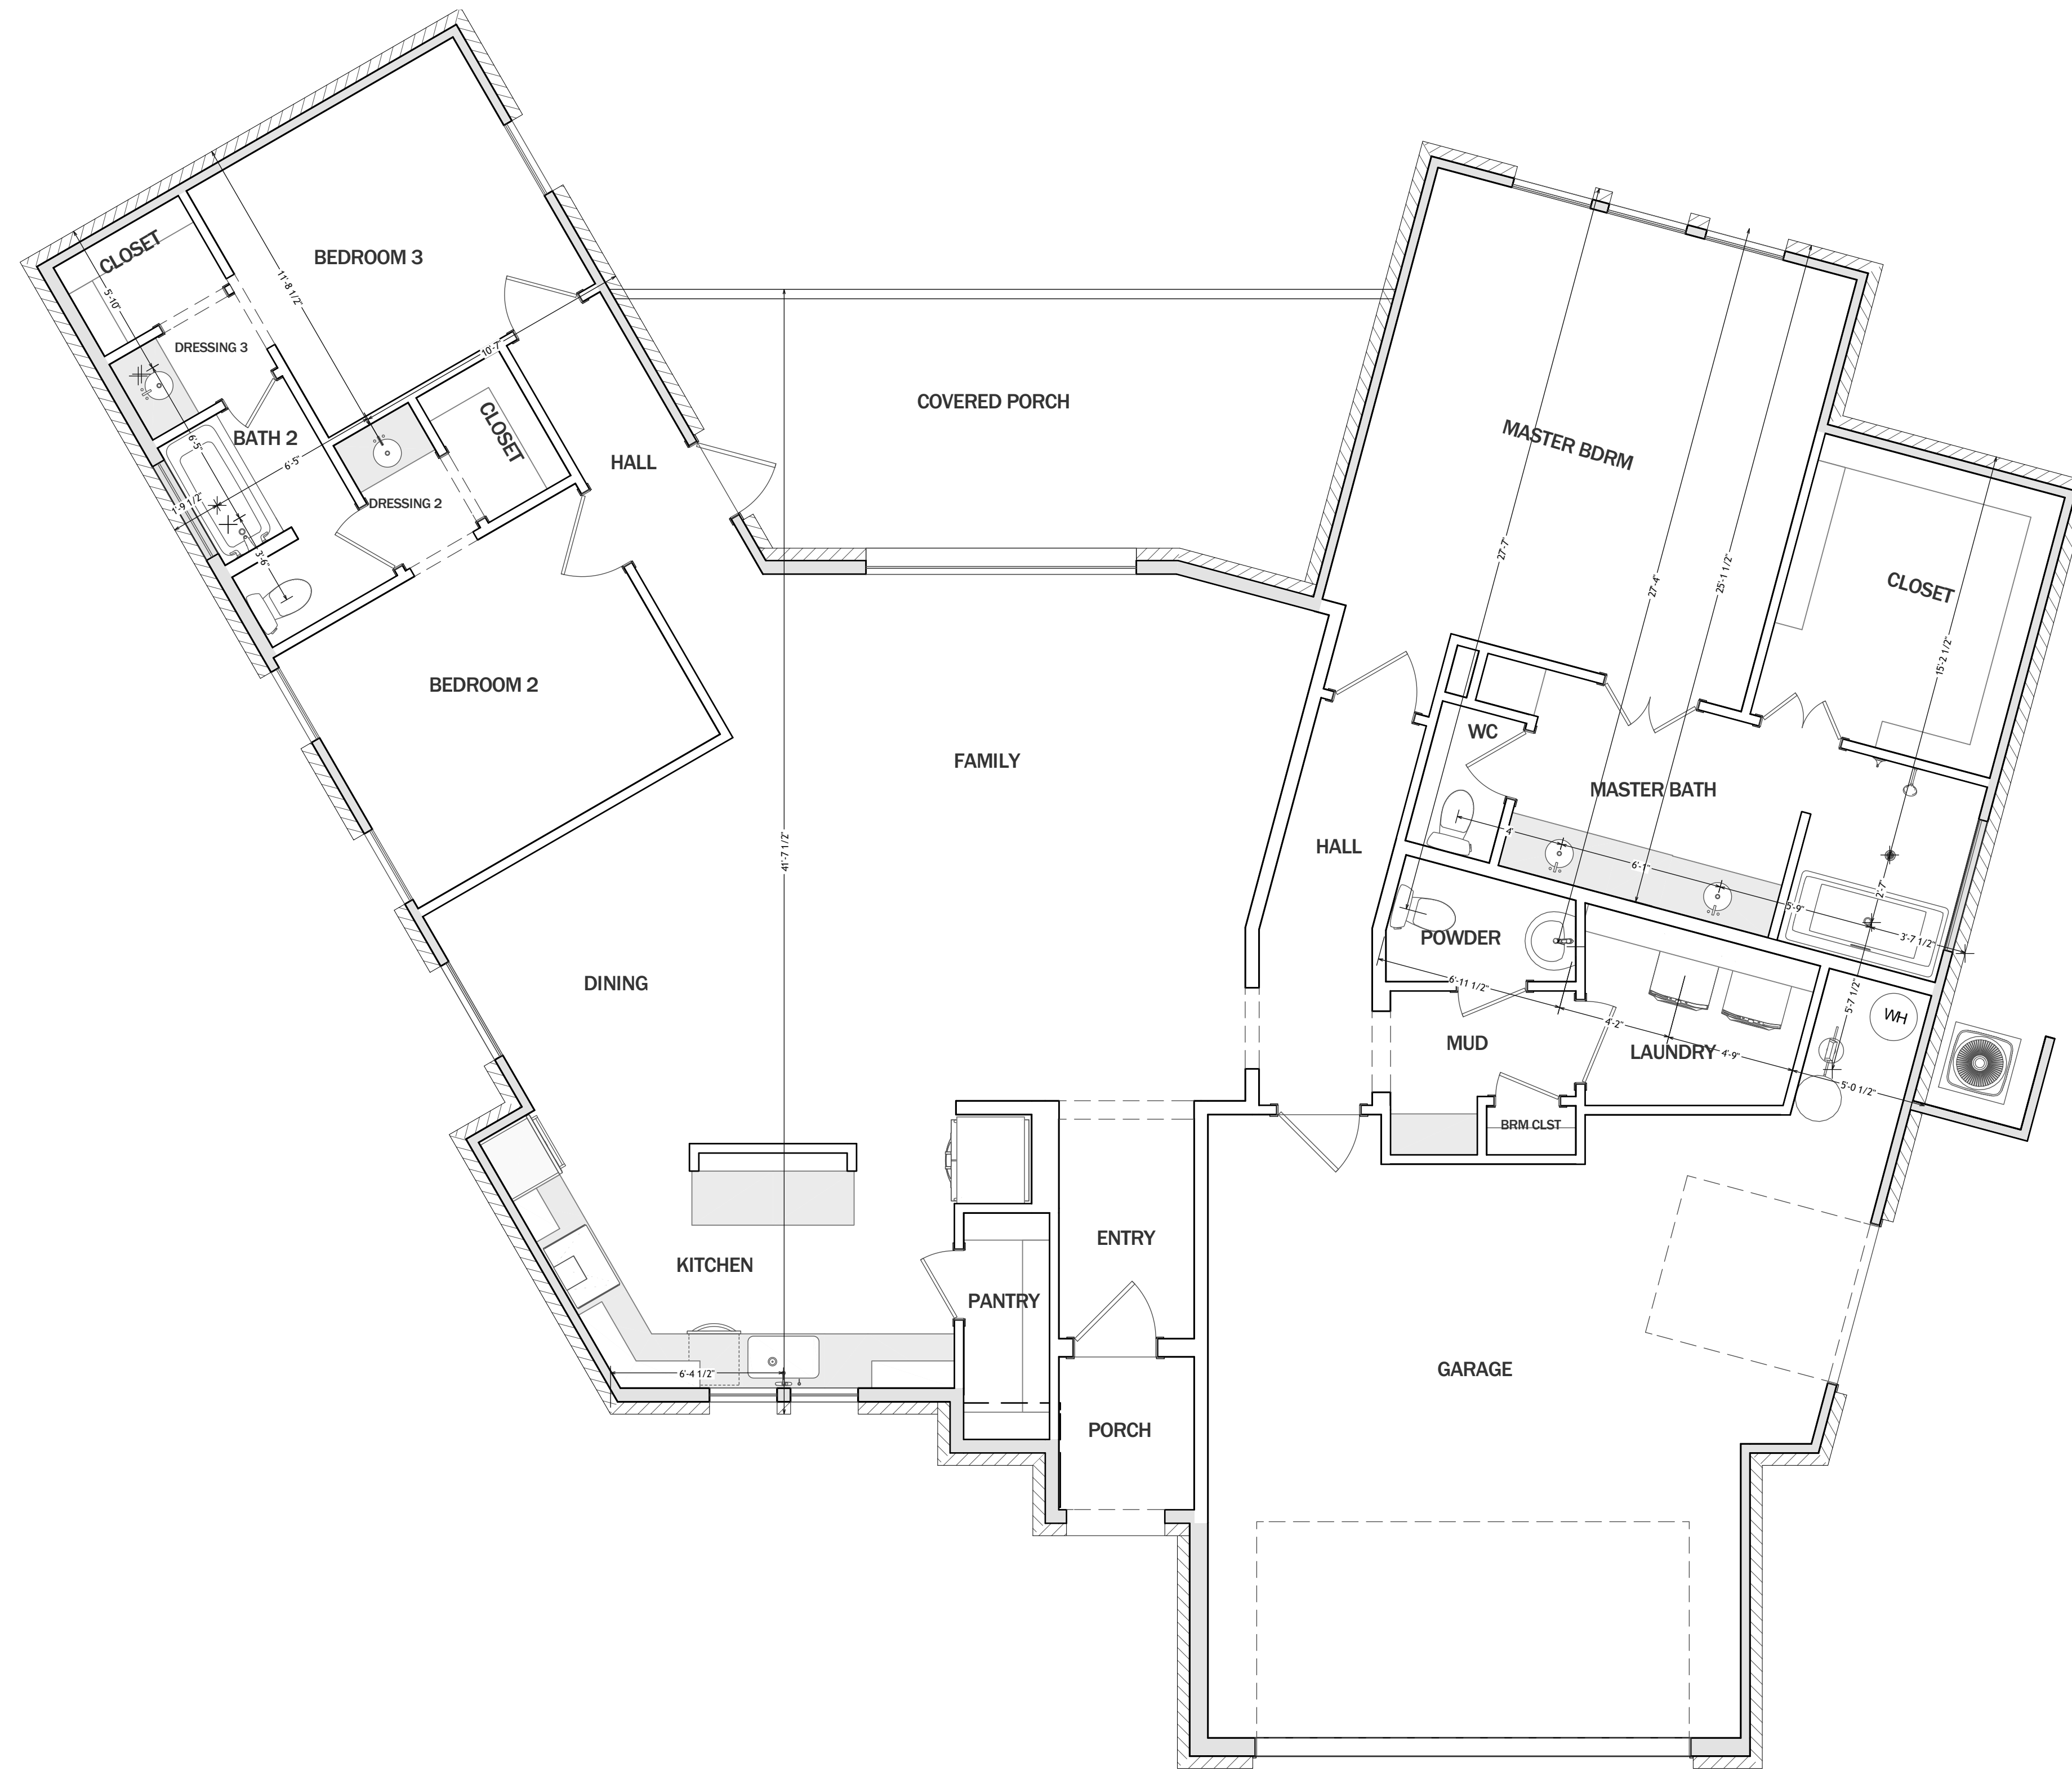 CLOSET
BEDROOM 3
5'-10"
11'-8 1/2"
DRESSING 3
10'-7"
COVERED PORCH
BATH 2
6'-5"
6'-5"
CLOSET
MASTER BDRM
HALL
1'-9 1/2"
DRESSING 2
3'-6"
27'-7"
27'-4"
25'-1 1/2"
CLOSET
15'-2 1/2"
BEDROOM 2
WC
FAMILY
MASTER BATH
41'-7 1/2"
HALL
4'
6'-1"
2'-7"
5'-9"
3'-7 1/2"
POWDER
DINING
6'-11 1/2"
5'-7 1/2"
WH
4'-2"
MUD
LAUNDRY
4'-9"
5'-0 1/2"
BRM CLST
ENTRY
KITCHEN
PANTRY
6'-4 1/2"
GARAGE
PORCH